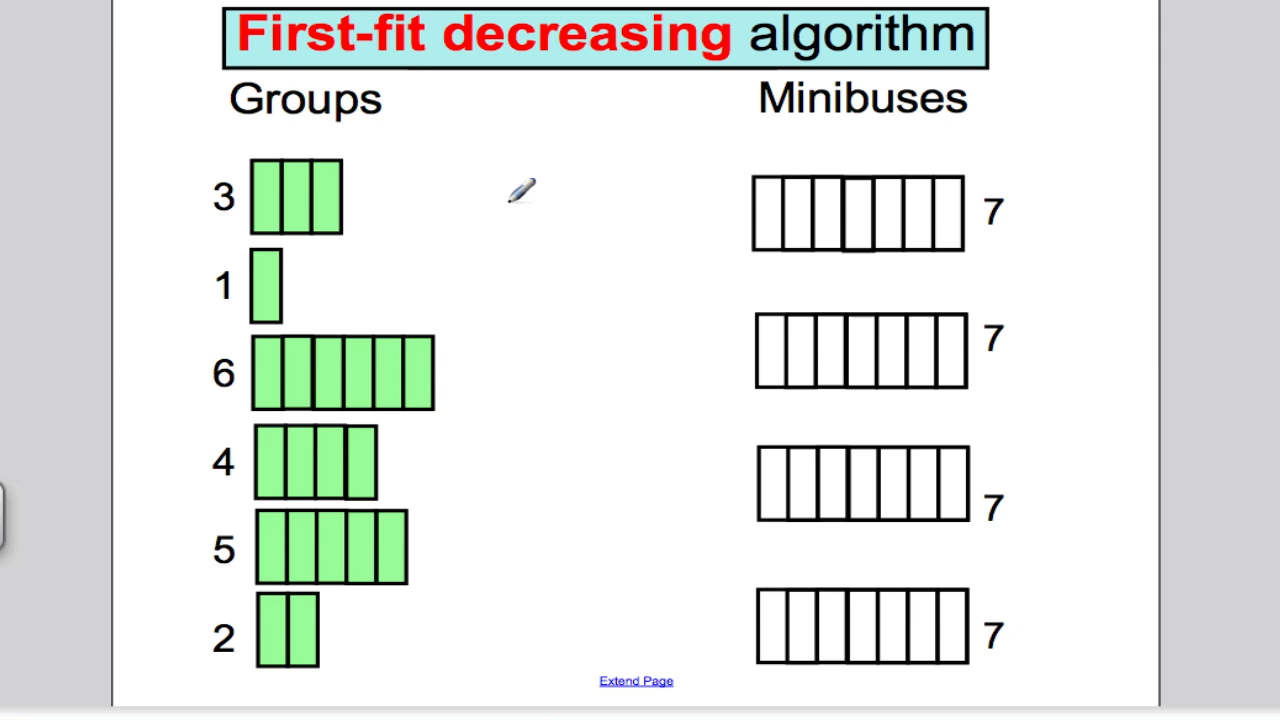 First-fit decreasing algorithm
Groups
Minibuses
3
7
1
6
7
4
5
7
2
7
Extend Page